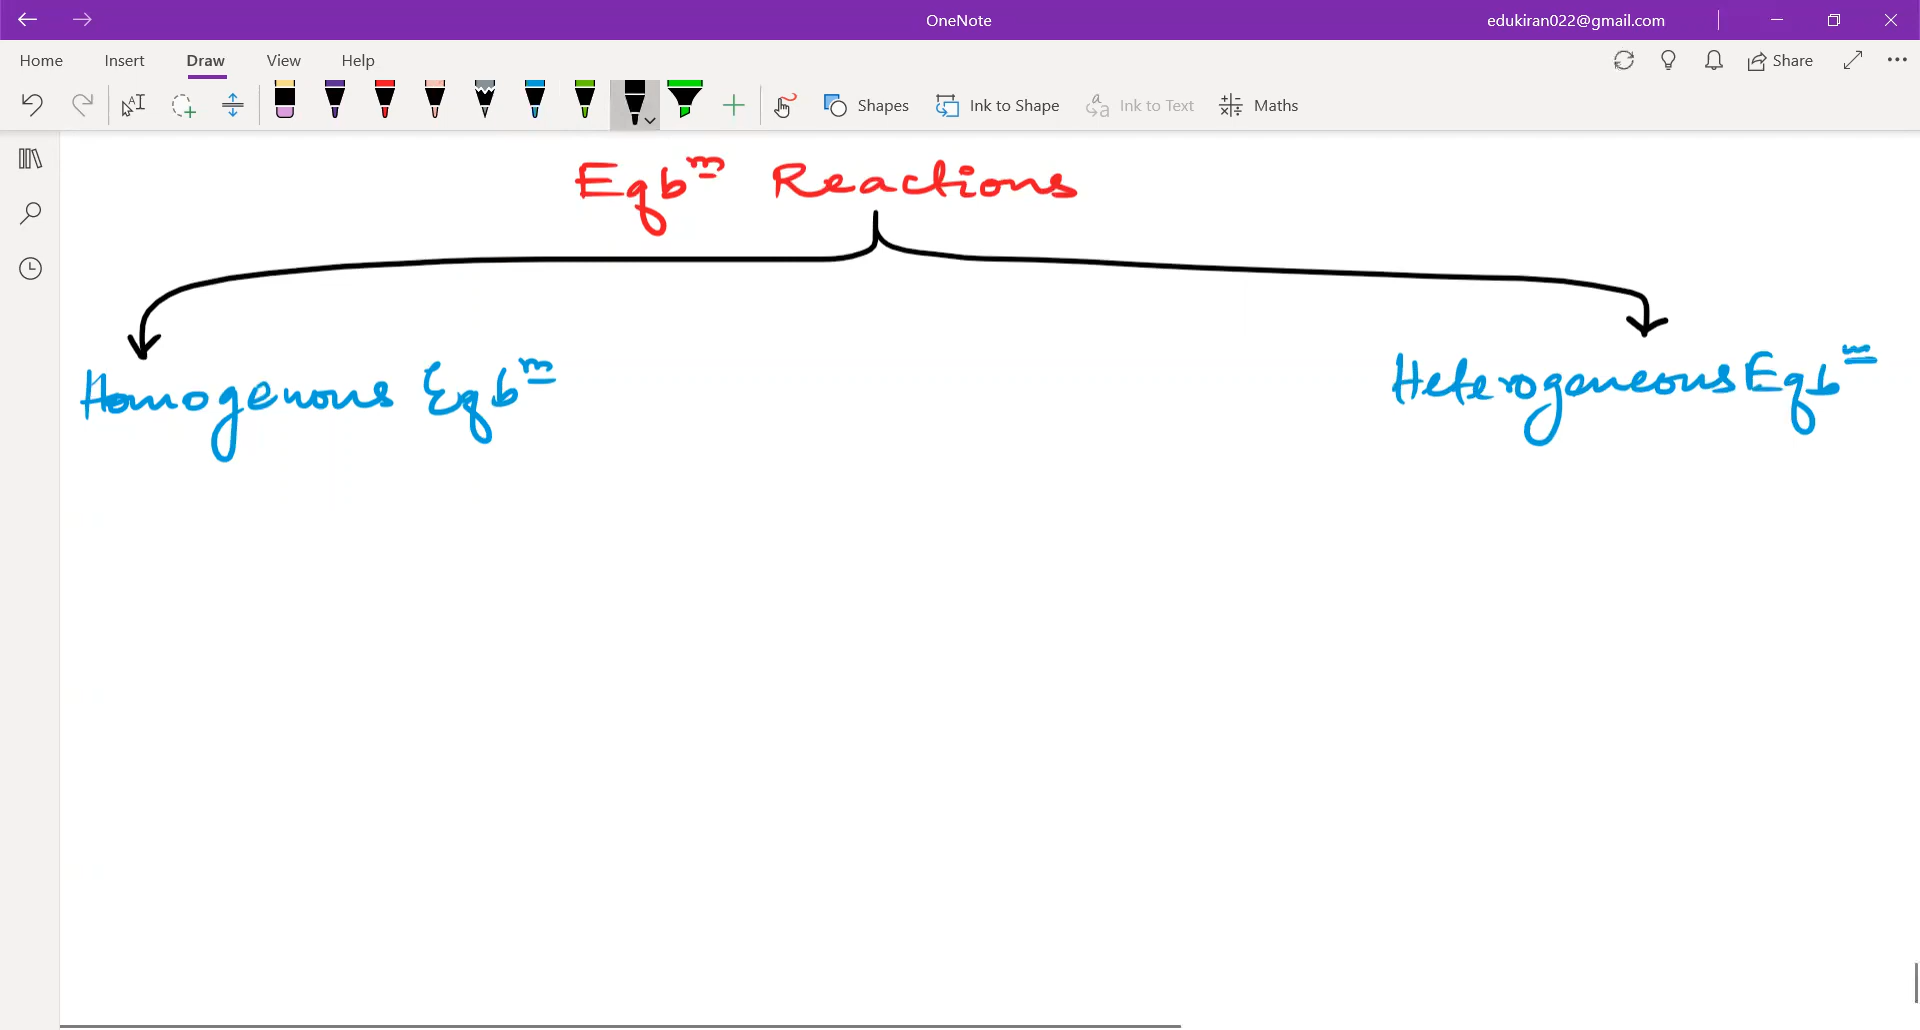 OneNote
edukiran022@gmail.com
Home Insert Draw View Help
Share
Shapes Ink to Shape Ink to Text Maths
Eqbᵐ Reactions
Homogenous Eqbᵐ
Heterogeneous Eqbᵐ